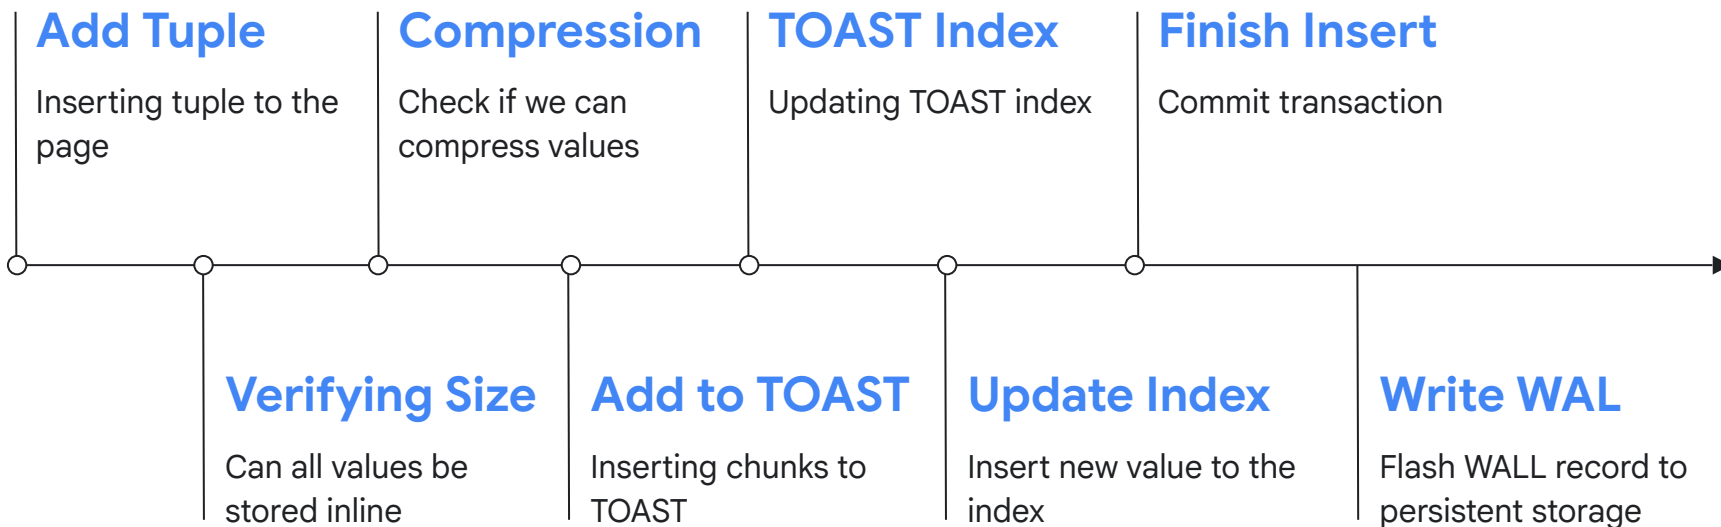 Add Tuple
Inserting tuple to the
page
Verifying Size
Can all values be
stored inline
Compression
Check if we can
compress values
Add to TOAST
Inserting chunks to
TOAST
TOAST Index
Updating TOAST index
Update Index
Insert new value to the
index
Finish Insert
Commit transaction
Write WAL
Flash WALL record to
persistent storage